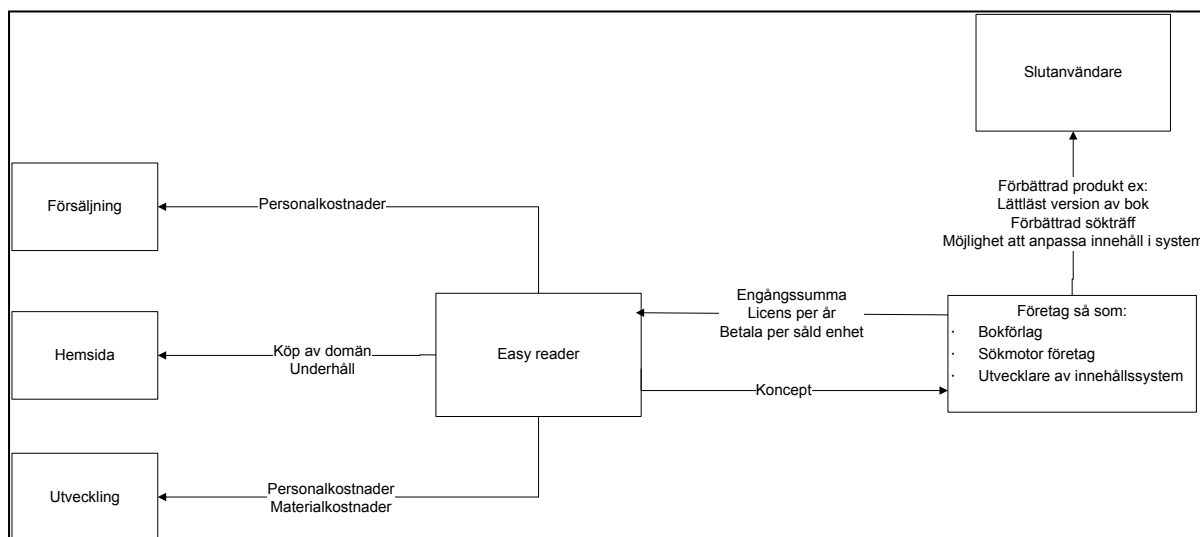 Slutanvändare
Förbättrad produkt ex:
Lättläst version av bok
Förbättrad sökträff
Möjlighet att anpassa innehåll i system
Försäljning
Personalkostnader
Hemsida
Köp av domän
Underhåll
Easy reader
Engångssumma
Licens per år
Betala per såld enhet
Koncept
Företag så som:
· Bokförlag
· Sökmotor företag
· Utvecklare av innehållssystem
Utveckling
Personalkostnader
Materialkostnader